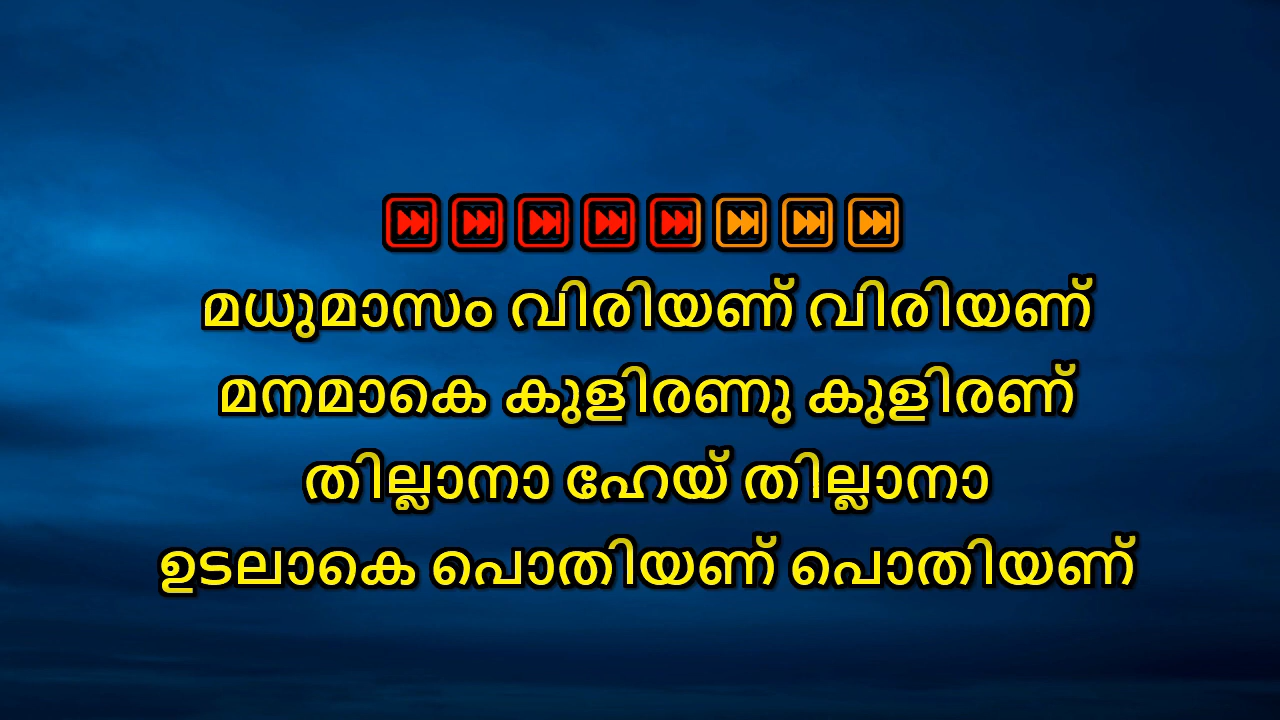 ⏭ ⏭ ⏭ ⏭ ⏭ ⏭ ⏭ ⏭
മധുമാസം വിരിയണ് വിരിയണ്
മനമാകെ കുളിരണു കുളിരണ്
തില്ലാനാ ഹേയ് തില്ലാനാ
ഉടലാകെ പൊതിയണ് പൊതിയണ്